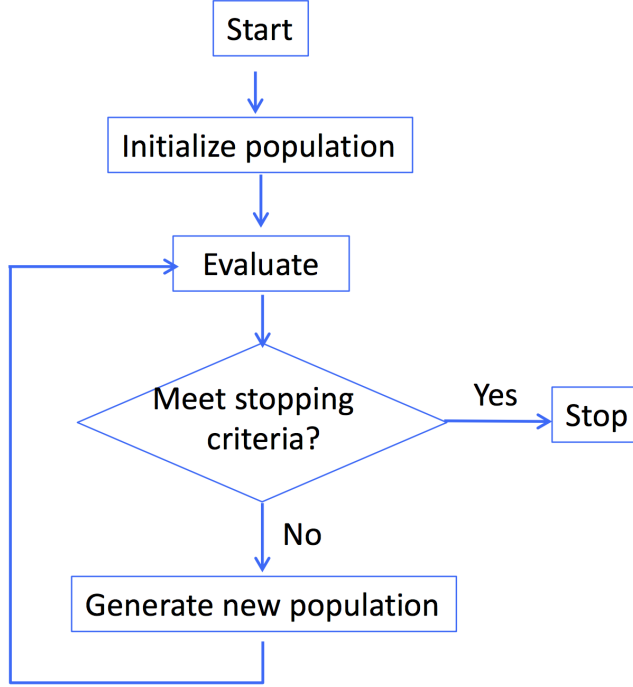 Start
Initialize population
Evaluate
Meet stopping
criteria?
Yes
Stop
No
Generate new population